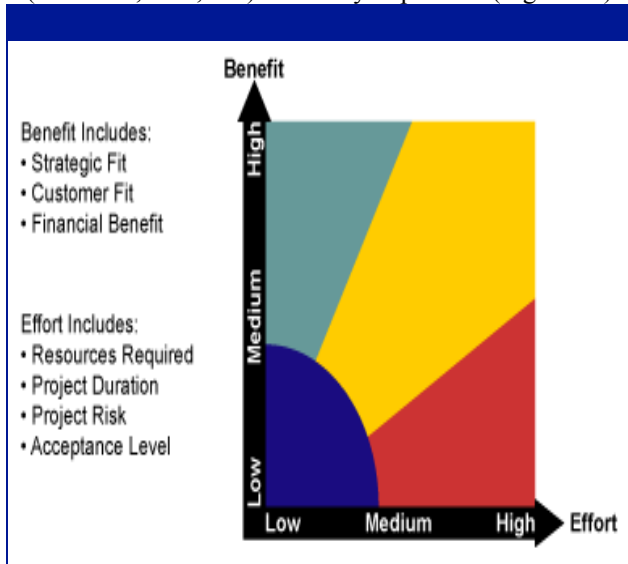 Benefit
Benefit Includes:
• Strategic Fit
• Customer Fit
• Financial Benefit
High
Medium
Low
Effort Includes:
• Resources Required
• Project Duration
• Project Risk
• Acceptance Level
Low Medium High Effort